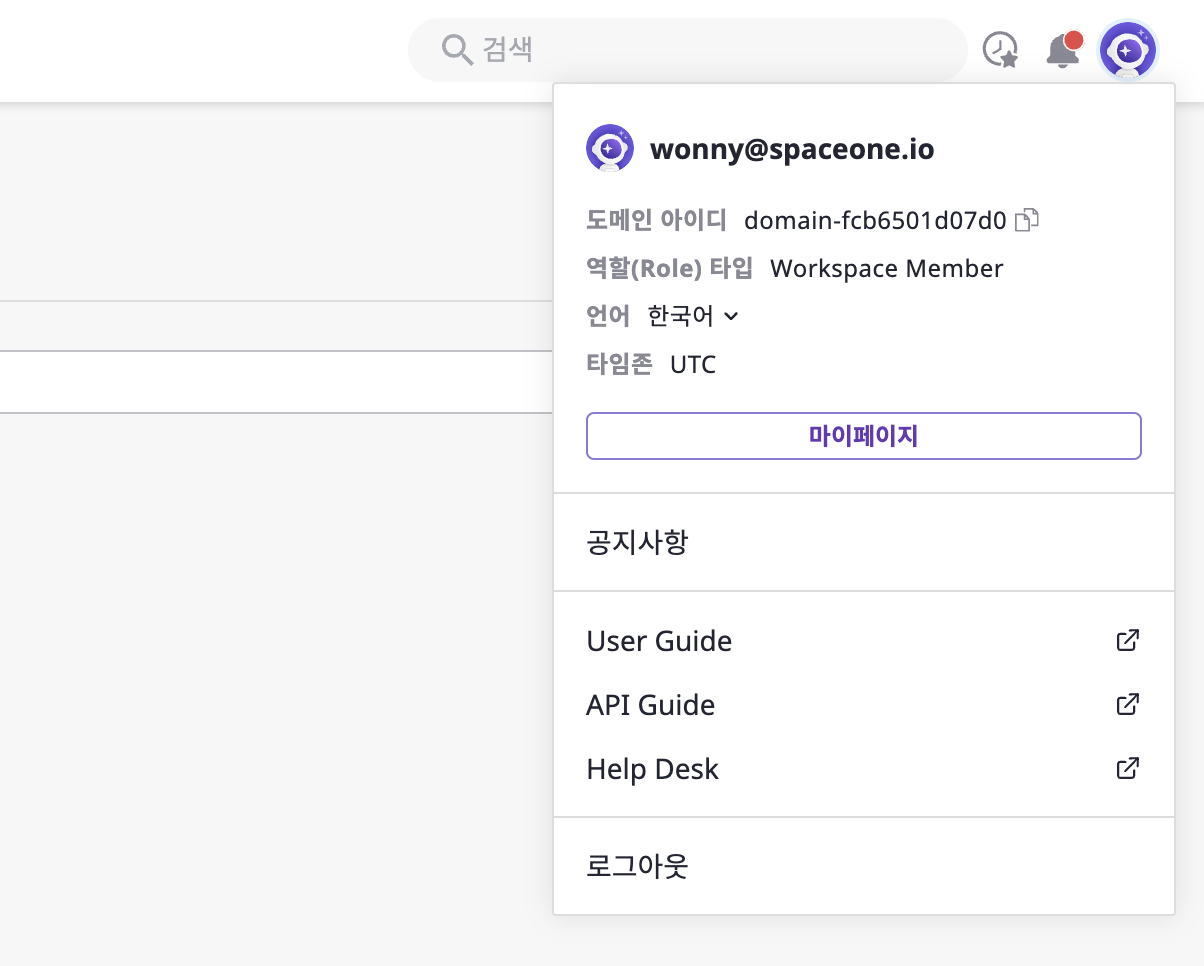 검색
wonny@spaceone.io
도메인 아이디 domain-fcb6501d07d0
역할(Role) 타입 Workspace Member
언어 한국어
타임존 UTC
마이페이지
공지사항
User Guide
API Guide
Help Desk
로그아웃